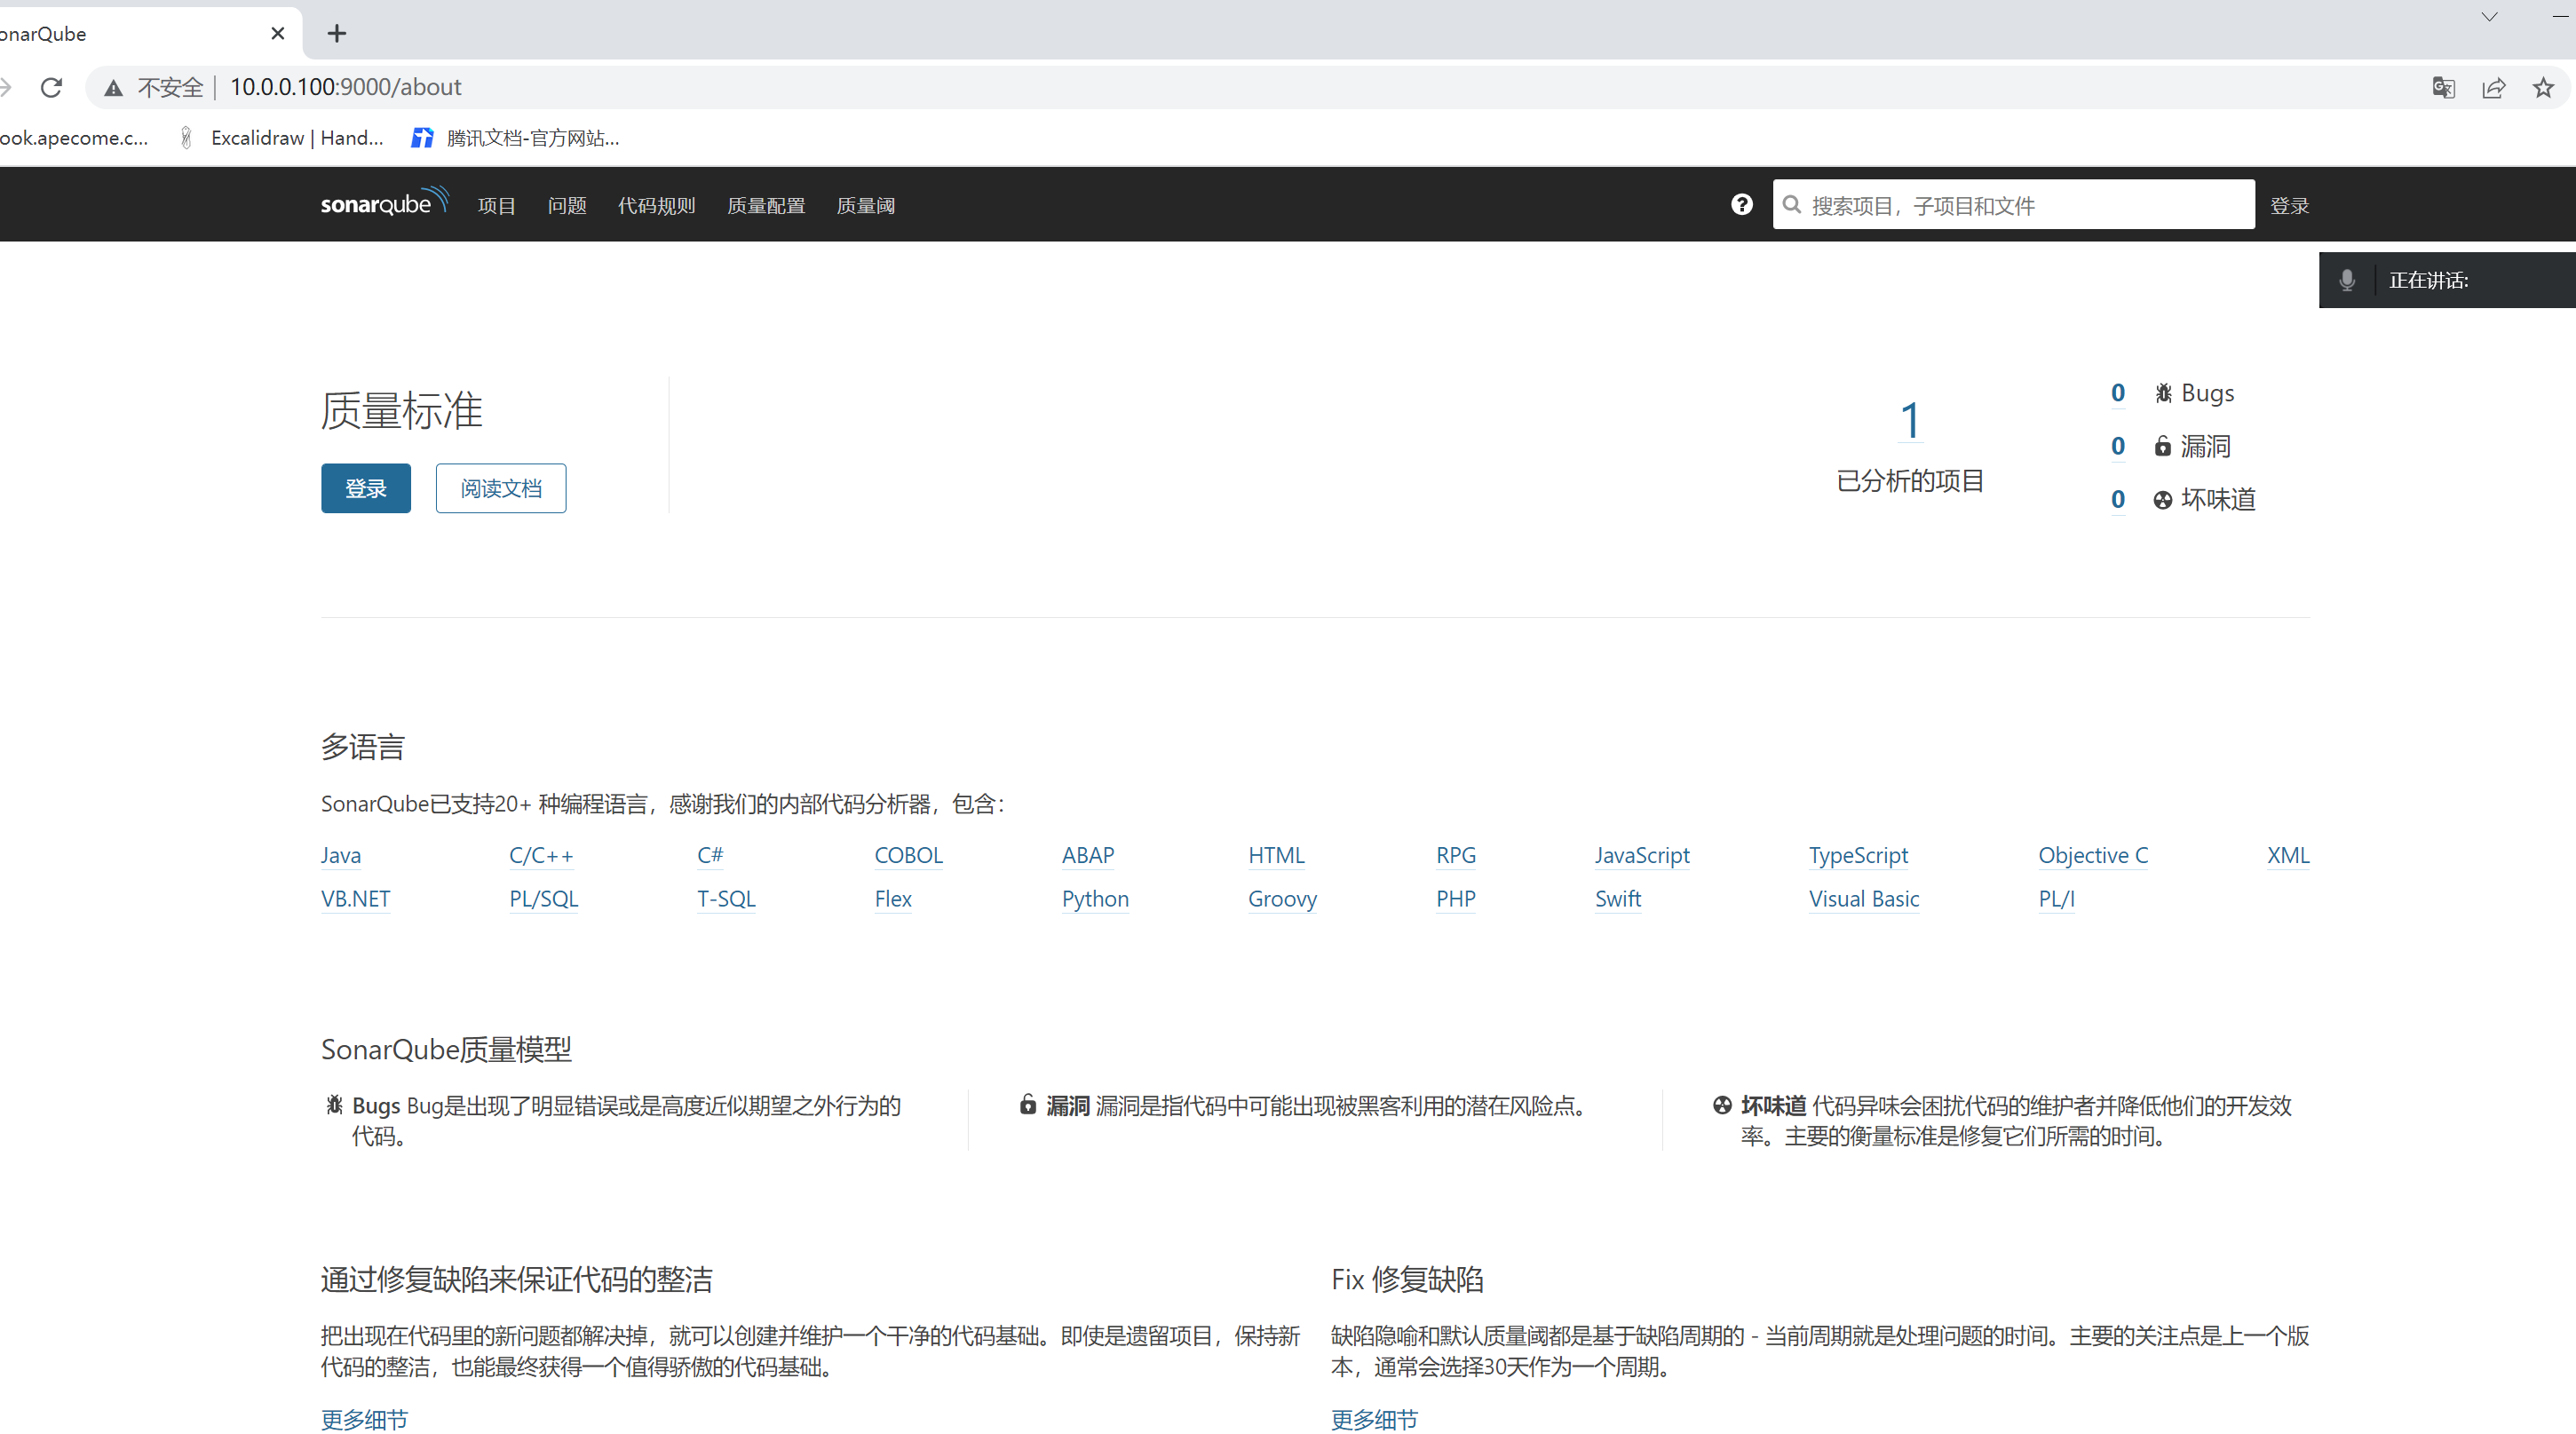 onarQube
不安全 10.0.0.100:9000/about
ook.apecome.c... Excalidraw | Hand... 腾讯文档-官方网站...
sonarqube 项目 问题 代码规则 质量配置 质量阈 搜索项目，子项目和文件 登录
正在讲话:
质量标准
登录 阅读文档
1
已分析的项目
0 Bugs
0 漏洞
0 坏味道
多语言
SonarQube已支持20+ 种编程语言，感谢我们的内部代码分析器，包含：
Java C/C++ C# COBOL ABAP HTML RPG JavaScript TypeScript Objective C XML
VB.NET PL/SQL T-SQL Flex Python Groovy PHP Swift Visual Basic PL/I
SonarQube质量模型
Bugs Bug是出现了明显错误或是高度近似期望之外行为的
代码。
漏洞 漏洞是指代码中可能出现被黑客利用的潜在风险点。
坏味道 代码异味会困扰代码的维护者并降低他们的开发效
率。主要的衡量标准是修复它们所需的时间。
通过修复缺陷来保证代码的整洁
把出现在代码里的新问题都解决掉，就可以创建并维护一个干净的代码基础。即使是遗留项目，保持新
代码的整洁，也能最终获得一个值得骄傲的代码基础。
更多细节
Fix 修复缺陷
缺陷隐喻和默认质量阈都是基于缺陷周期的 - 当前周期就是处理问题的时间。主要的关注点是上一个版
本，通常会选择30天作为一个周期。
更多细节